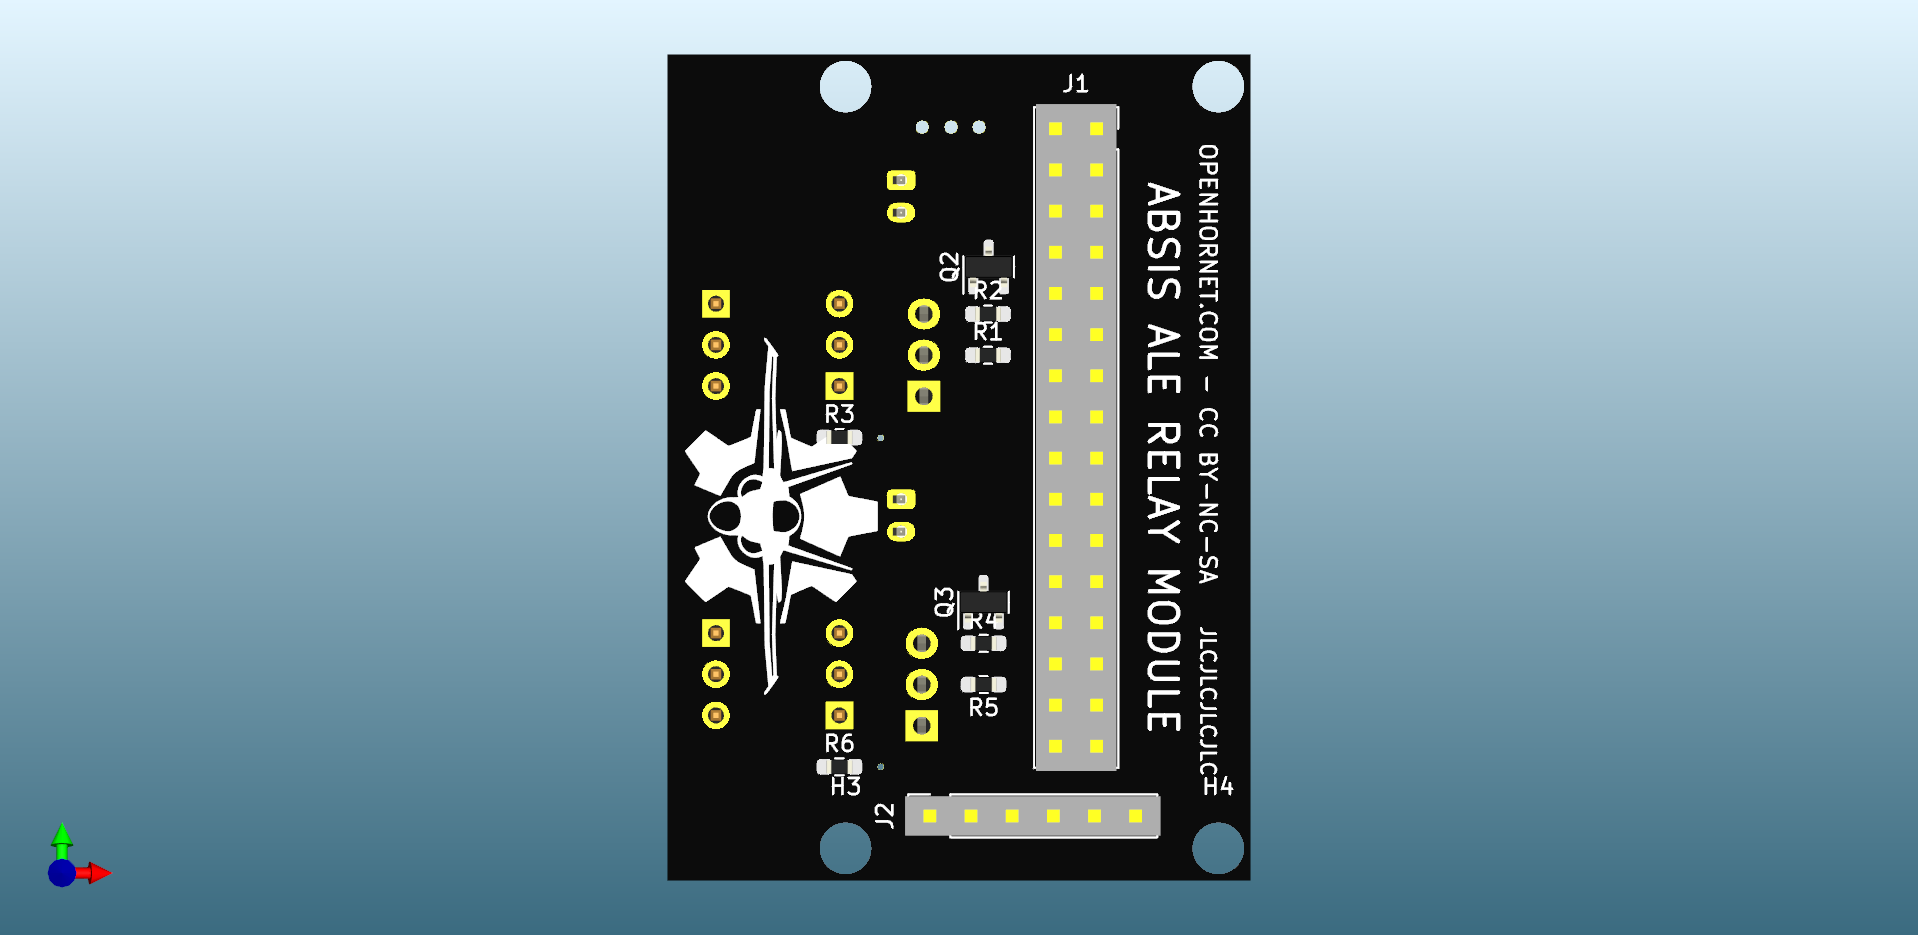 J1
OPENHORNET.COM - CC BY-NC-SA JLCJLCJLCJLC
ABSIS ALE RELAY MODULE
Q2
R2
R1
R3
Q3
R4
R5
R6
H3
H4
J2